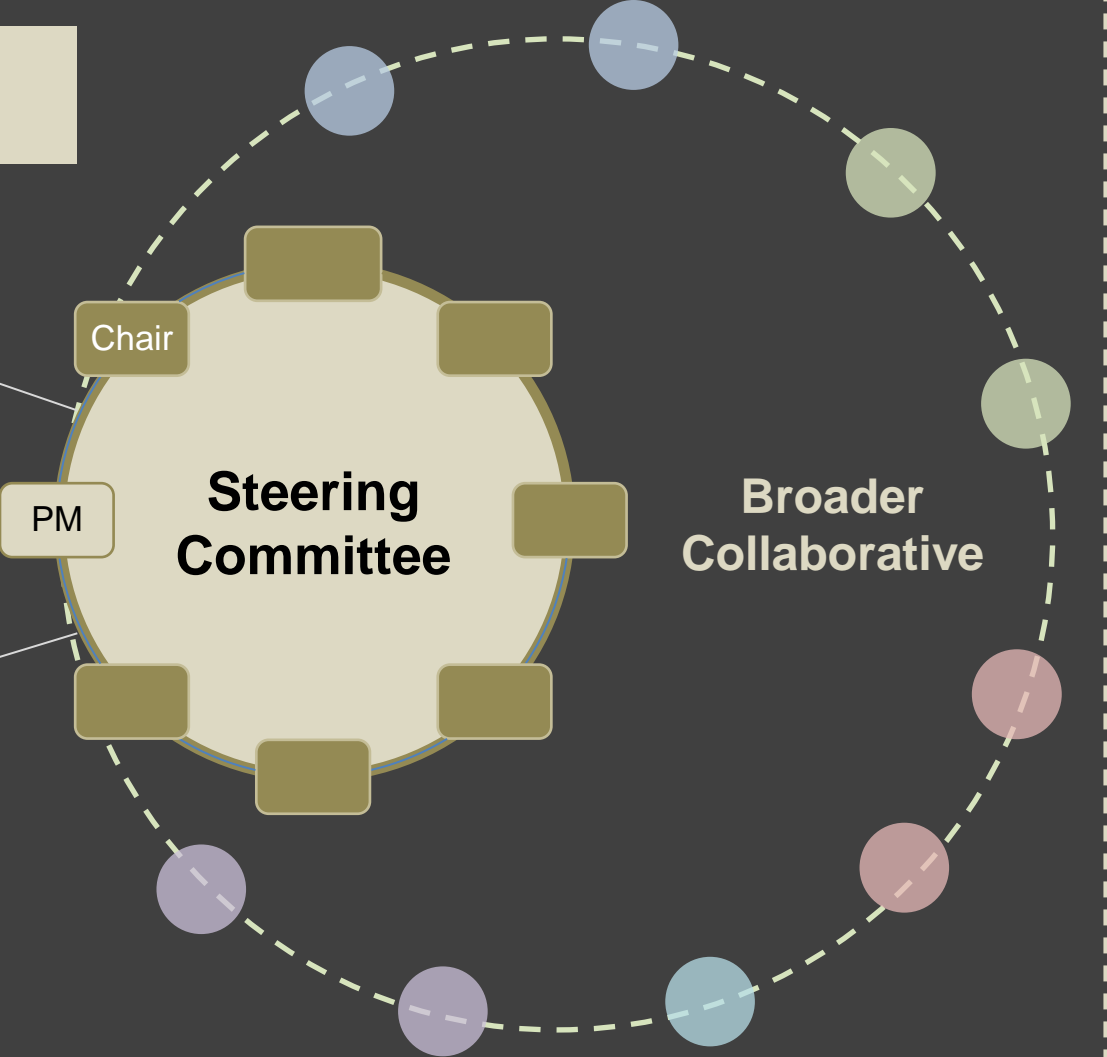 Chair
PM
Steering
Committee
Broader
Collaborative